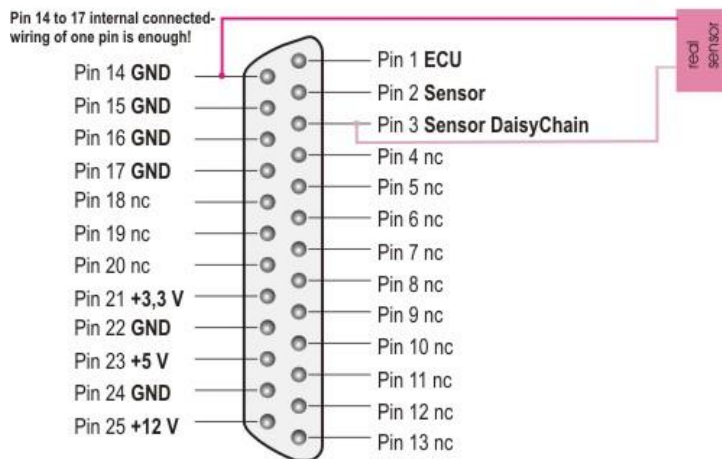 Pin 14 to 17 internal connected-
wiring of one pin is enough!
Pin 14 GND
Pin 15 GND
Pin 16 GND
Pin 17 GND
Pin 18 nc
Pin 19 nc
Pin 20 nc
Pin 21 +3,3 V
Pin 22 GND
Pin 23 +5 V
Pin 24 GND
Pin 25 +12 V
Pin 1 ECU
Pin 2 Sensor
Pin 3 Sensor DaisyChain
Pin 4 nc
Pin 5 nc
Pin 6 nc
Pin 7 nc
Pin 8 nc
Pin 9 nc
Pin 10 nc
Pin 11 nc
Pin 12 nc
Pin 13 nc
real
sensor